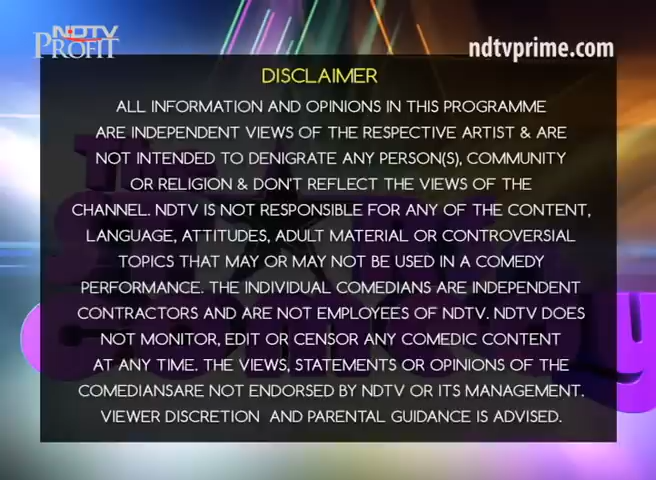 NDTV
PROFIT
ndtvprime.com
DISCLAIMER
ALL INFORMATION AND OPINIONS IN THIS PROGRAMME
ARE INDEPENDENT VIEWS OF THE RESPECTIVE ARTIST & ARE
NOT INTENDED TO DENIGRATE ANY PERSON(S), COMMUNITY
OR RELIGION & DON'T REFLECT THE VIEWS OF THE
CHANNEL. NDTV IS NOT RESPONSIBLE FOR ANY OF THE CONTENT,
LANGUAGE, ATTITUDES, ADULT MATERIAL OR CONTROVERSIAL
TOPICS THAT MAY OR MAY NOT BE USED IN A COMEDY
PERFORMANCE. THE INDIVIDUAL COMEDIANS ARE INDEPENDENT
CONTRACTORS AND ARE NOT EMPLOYEES OF NDTV. NDTV DOES
NOT MONITOR, EDIT OR CENSOR ANY COMEDIC CONTENT
AT ANY TIME. THE VIEWS, STATEMENTS OR OPINIONS OF THE
COMEDIANSARE NOT ENDORSED BY NDTV OR ITS MANAGEMENT.
VIEWER DISCRETION AND PARENTAL GUIDANCE IS ADVISED.